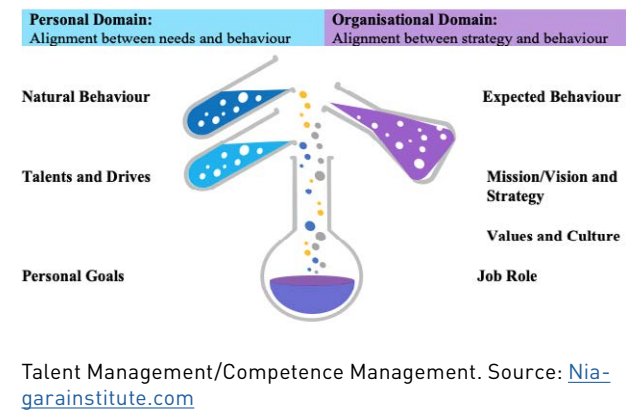 Personal Domain:
Alignment between needs and behaviour
Organisational Domain:
Alignment between strategy and behaviour
Natural Behaviour
Expected Behaviour
Talents and Drives
Mission/Vision and
Strategy
Values and Culture
Personal Goals
Job Role
Talent Management/Competence Management. Source: Nia-
garainstitute.com